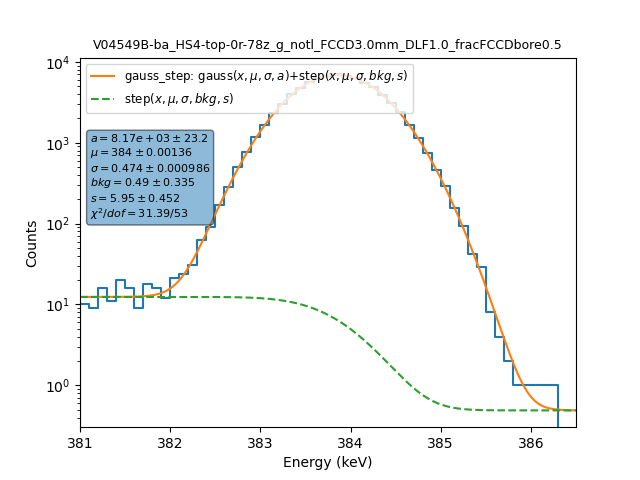 V04549B-ba_HS4-top-0r-78z_g_notl_FCCD3.0mm_DLF1.0_fracFCCDbore0.5
gauss_step: gauss(x, μ, σ, a)+step(x, μ, σ, bkg, s)
step(x, μ, σ, bkg, s)
a = 8.17e + 03 ± 23.2
μ = 384 ± 0.00136
σ = 0.474 ± 0.000986
bkg = 0.49 ± 0.335
s = 5.95 ± 0.452
χ²/dof = 31.39/53
10⁴
10³
10²
10¹
10⁰
Counts
381 382 383 384 385 386
Energy (keV)